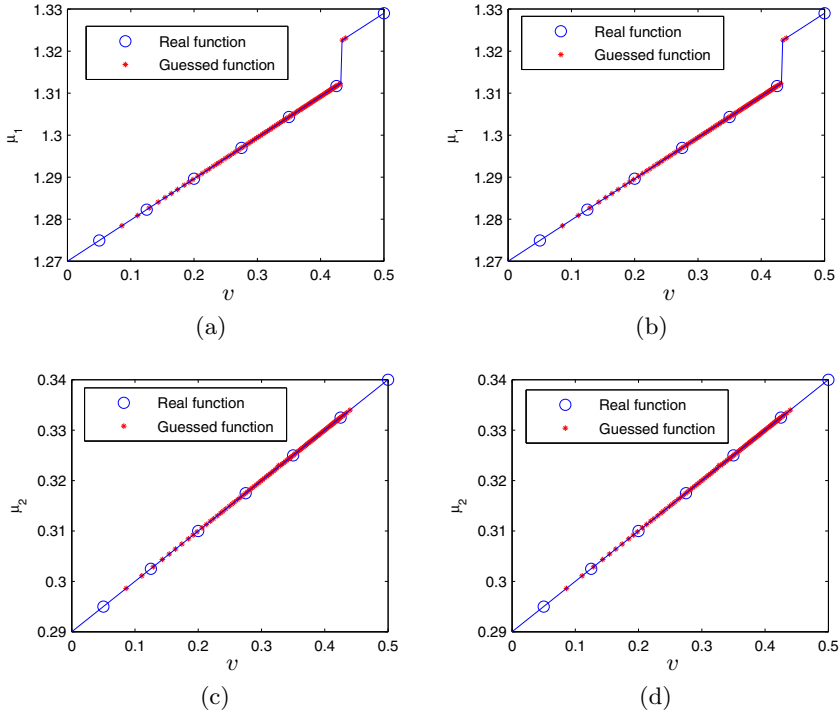 1.33
1.32
1.31
1.3
1.29
1.28
1.27
μ1
Real function
Guessed function
0 0.1 0.2 0.3 0.4 0.5
v
(a)
1.33
1.32
1.31
1.3
1.29
1.28
1.27
μ1
Real function
Guessed function
0 0.1 0.2 0.3 0.4 0.5
v
(b)
0.34
0.33
0.32
0.31
0.3
0.29
μ2
Real function
Guessed function
0 0.1 0.2 0.3 0.4 0.5
v
(c)
0.34
0.33
0.32
0.31
0.3
0.29
μ2
Real function
Guessed function
0 0.1 0.2 0.3 0.4 0.5
v
(d)